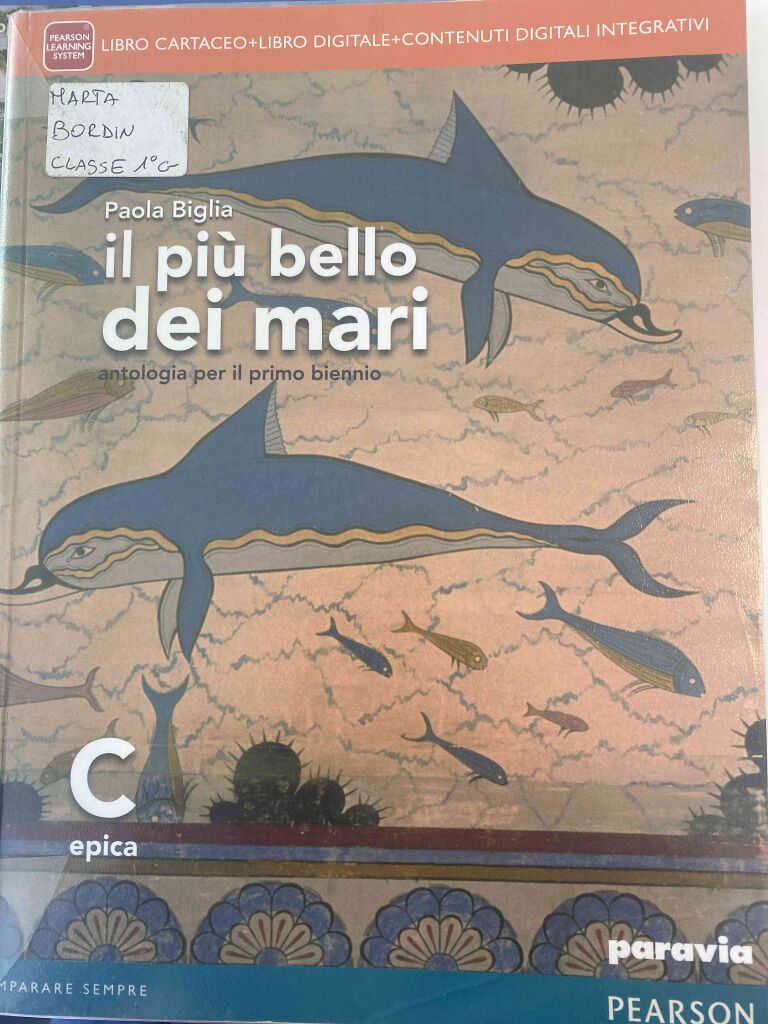 PEARSON
LEARNING
SYSTEM
LIBRO CARTACEO+LIBRO DIGITALE+CONTENUTI DIGITALI INTEGRATIVI
MARTA
BORDIN
CLASSE 1°G
Paola Biglia
il più bello
dei mari
antologia per il primo biennio
C
epica
paravia
MPARARE SEMPRE
PEARSON